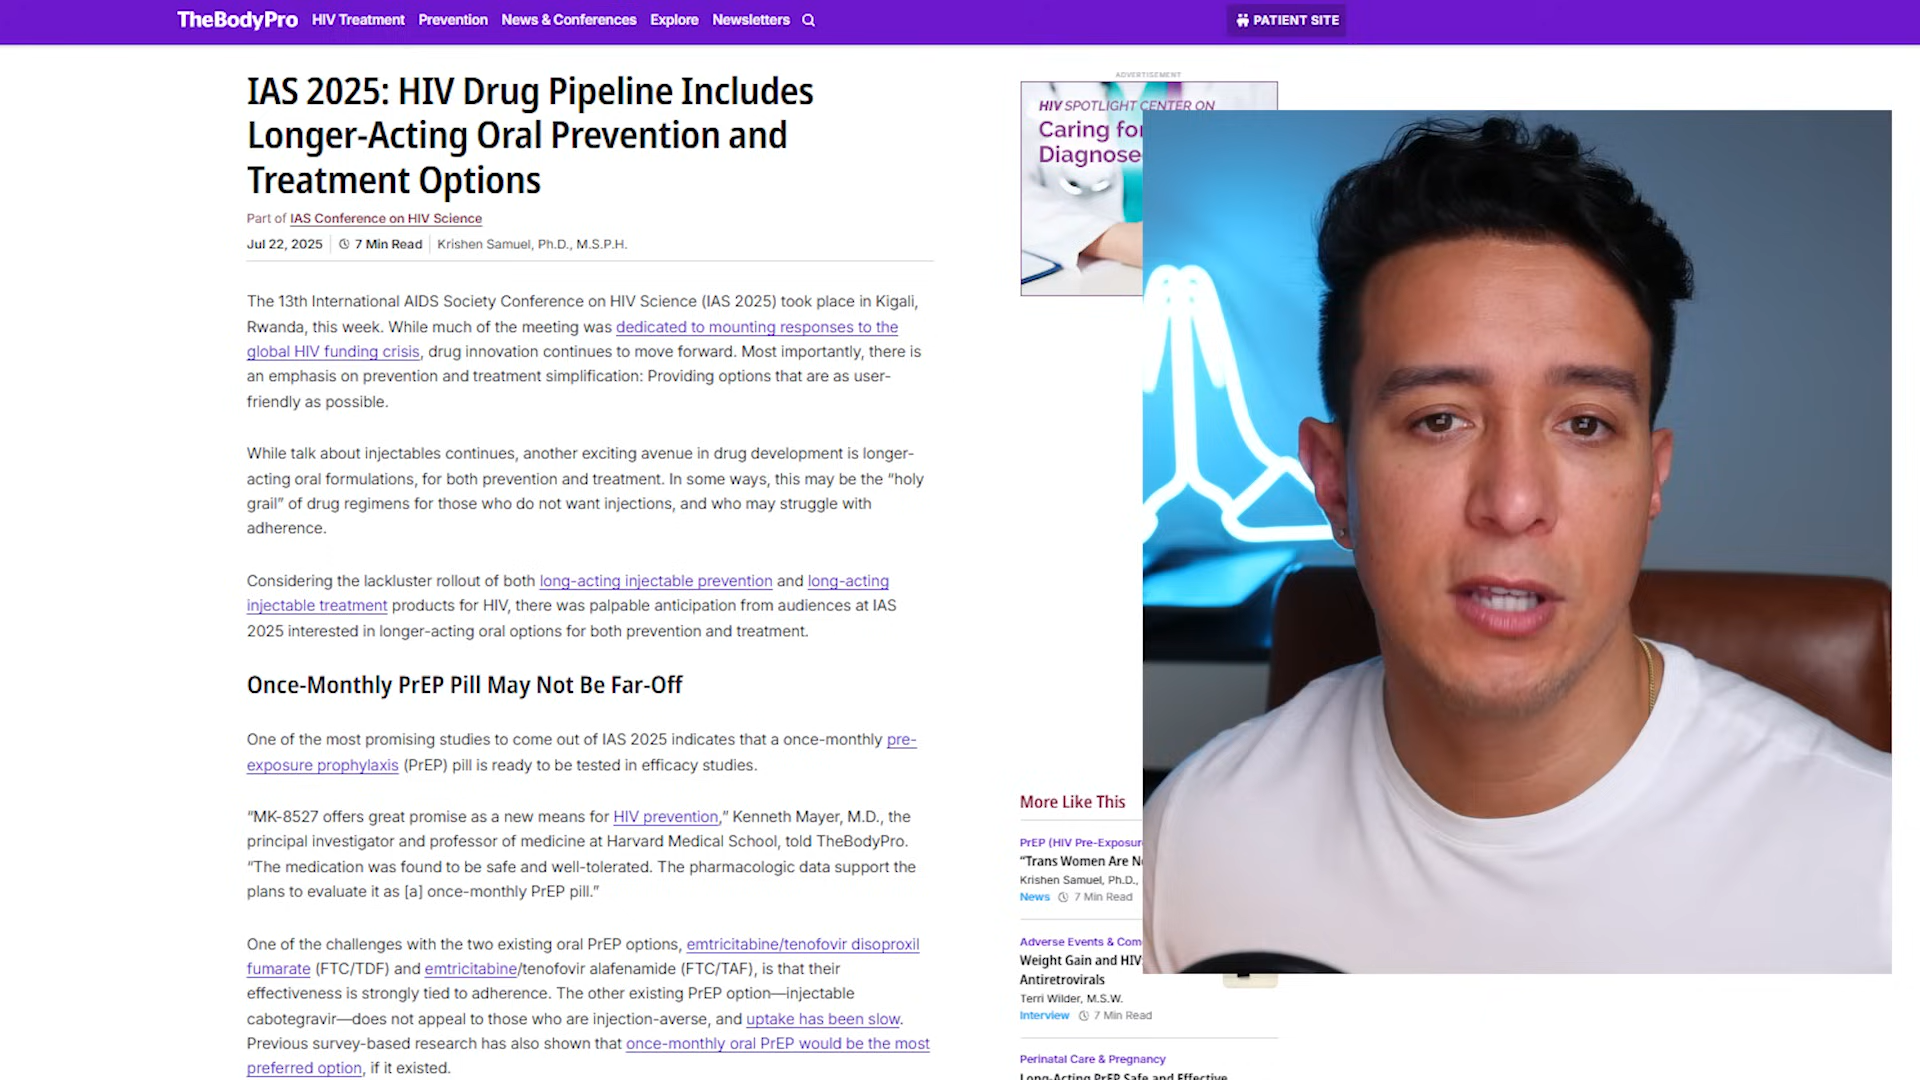 TheBodyPro HIV Treatment Prevention News & Conferences Explore Newsletters PATIENT SITE
IAS 2025: HIV Drug Pipeline Includes
Longer-Acting Oral Prevention and
Treatment Options
Part of IAS Conference on HIV Science
Jul 22, 2025 7 Min Read Krishen Samuel, Ph.D., M.S.P.H.
The 13th International AIDS Society Conference on HIV Science (IAS 2025) took place in Kigali,
Rwanda, this week. While much of the meeting was dedicated to mounting responses to the
global HIV funding crisis, drug innovation continues to move forward. Most importantly, there is
an emphasis on prevention and treatment simplification: Providing options that are as user-
friendly as possible.
While talk about injectables continues, another exciting avenue in drug development is longer-
acting oral formulations, for both prevention and treatment. In some ways, this may be the “holy
grail” of drug regimens for those who do not want injections, and who may struggle with
adherence.
Considering the lackluster rollout of both long-acting injectable prevention and long-acting
injectable treatment products for HIV, there was palpable anticipation from audiences at IAS
2025 interested in longer-acting oral options for both prevention and treatment.
Once-Monthly PrEP Pill May Not Be Far-Off
One of the most promising studies to come out of IAS 2025 indicates that a once-monthly pre-
exposure prophylaxis (PrEP) pill is ready to be tested in efficacy studies.
“MK-8527 offers great promise as a new means for HIV prevention,” Kenneth Mayer, M.D., the
principal investigator and professor of medicine at Harvard Medical School, told TheBodyPro.
“The medication was found to be safe and well-tolerated. The pharmacologic data support the
plans to evaluate it as [a] once-monthly PrEP pill.”
One of the challenges with the two existing oral PrEP options, emtricitabine/tenofovir disoproxil
fumarate (FTC/TDF) and emtricitabine/tenofovir alafenamide (FTC/TAF), is that their
effectiveness is strongly tied to adherence. The other existing PrEP option—injectable
cabotegravir—does not appeal to those who are injection-averse, and uptake has been slow.
Previous survey-based research has also shown that once-monthly oral PrEP would be the most
preferred option, if it existed.
ADVERTISEMENT
HIV SPOTLIGHT CENTER ON
Caring for
Diagnose
More Like This
PrEP (HIV Pre-Exposur
“Trans Women Are N
Krishen Samuel, Ph.D.,
News 7 Min Read
Adverse Events & Com
Weight Gain and HIV
Antiretrovirals
Terri Wilder, M.S.W.
Interview 7 Min Read
Perinatal Care & Pregnancy
Long-Acting PrEP Safe and Effective